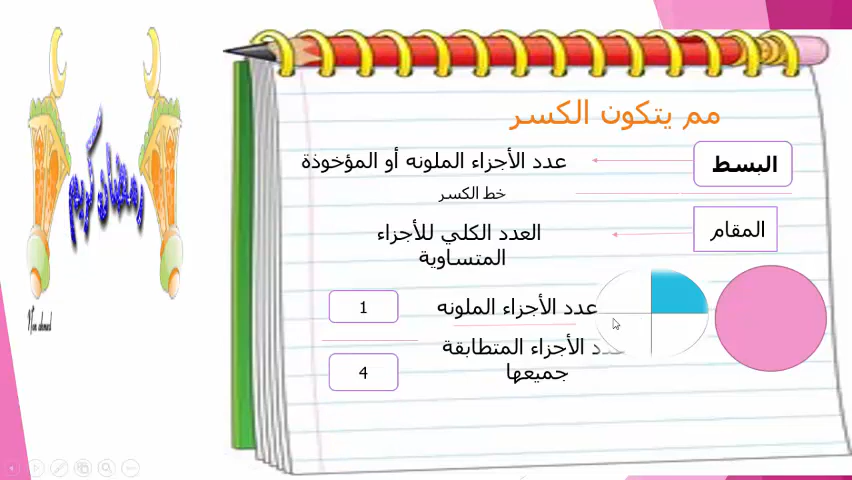 مم يتكون الكسر
البسط
عدد الأجزاء الملونه أو المؤخوذة
خط الكسر
المقام
العدد الكلي للأجزاء
المتساوية
عدد الأجزاء الملونه
1
عدد الأجزاء المتطابقة
جميعها
4
رمضان كريم